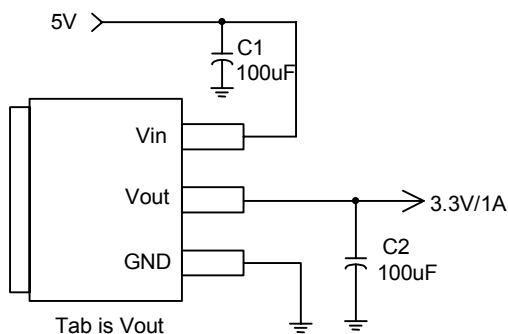 5V
C1
100uF
Vin
Vout
3.3V/1A
GND
C2
100uF
Tab is Vout